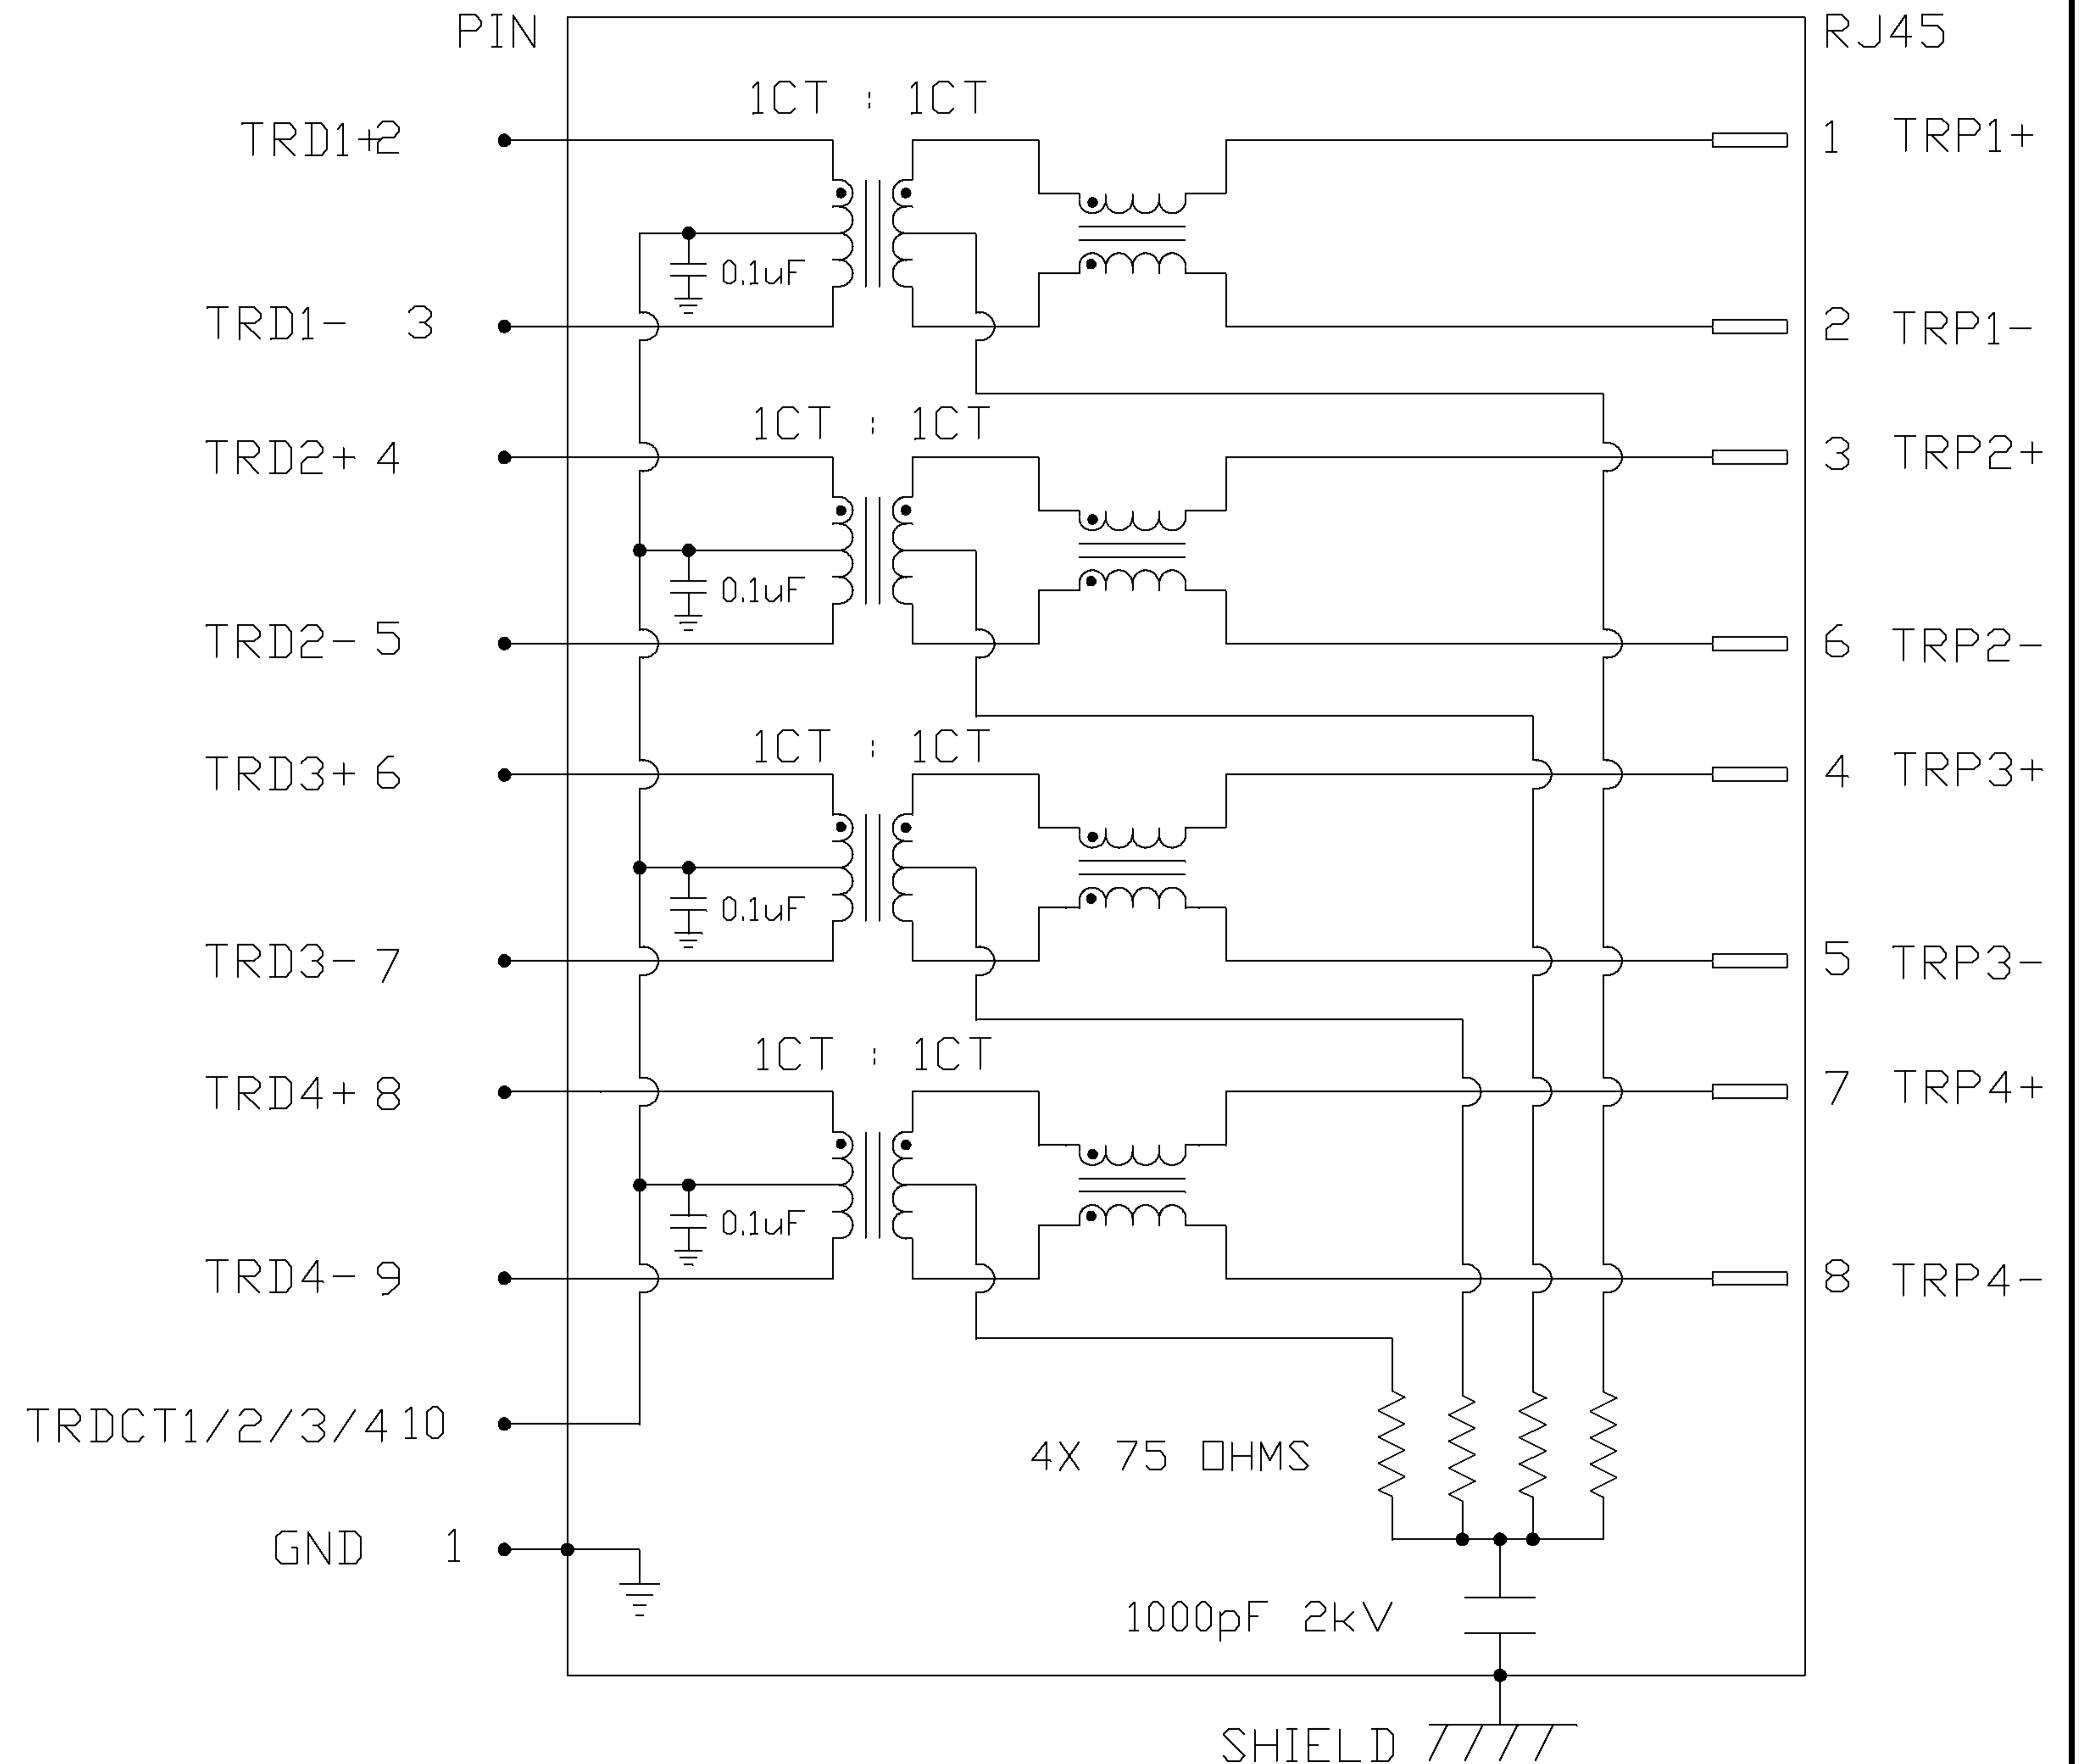 PIN RJ45
1CT : 1CT
TRD1+2 1 TRP1+
0.1uF
TRD1- 3 2 TRP1-
1CT : 1CT
TRD2+ 4 3 TRP2+
0.1uF
TRD2- 5 6 TRP2-
1CT : 1CT
TRD3+ 6 4 TRP3+
0.1uF
TRD3- 7 5 TRP3-
1CT : 1CT
TRD4+ 8 7 TRP4+
0.1uF
TRD4- 9 8 TRP4-
TRDCT1/2/3/4 10
4X 75 OHMS
GND 1
1000pF 2kV
SHIELD